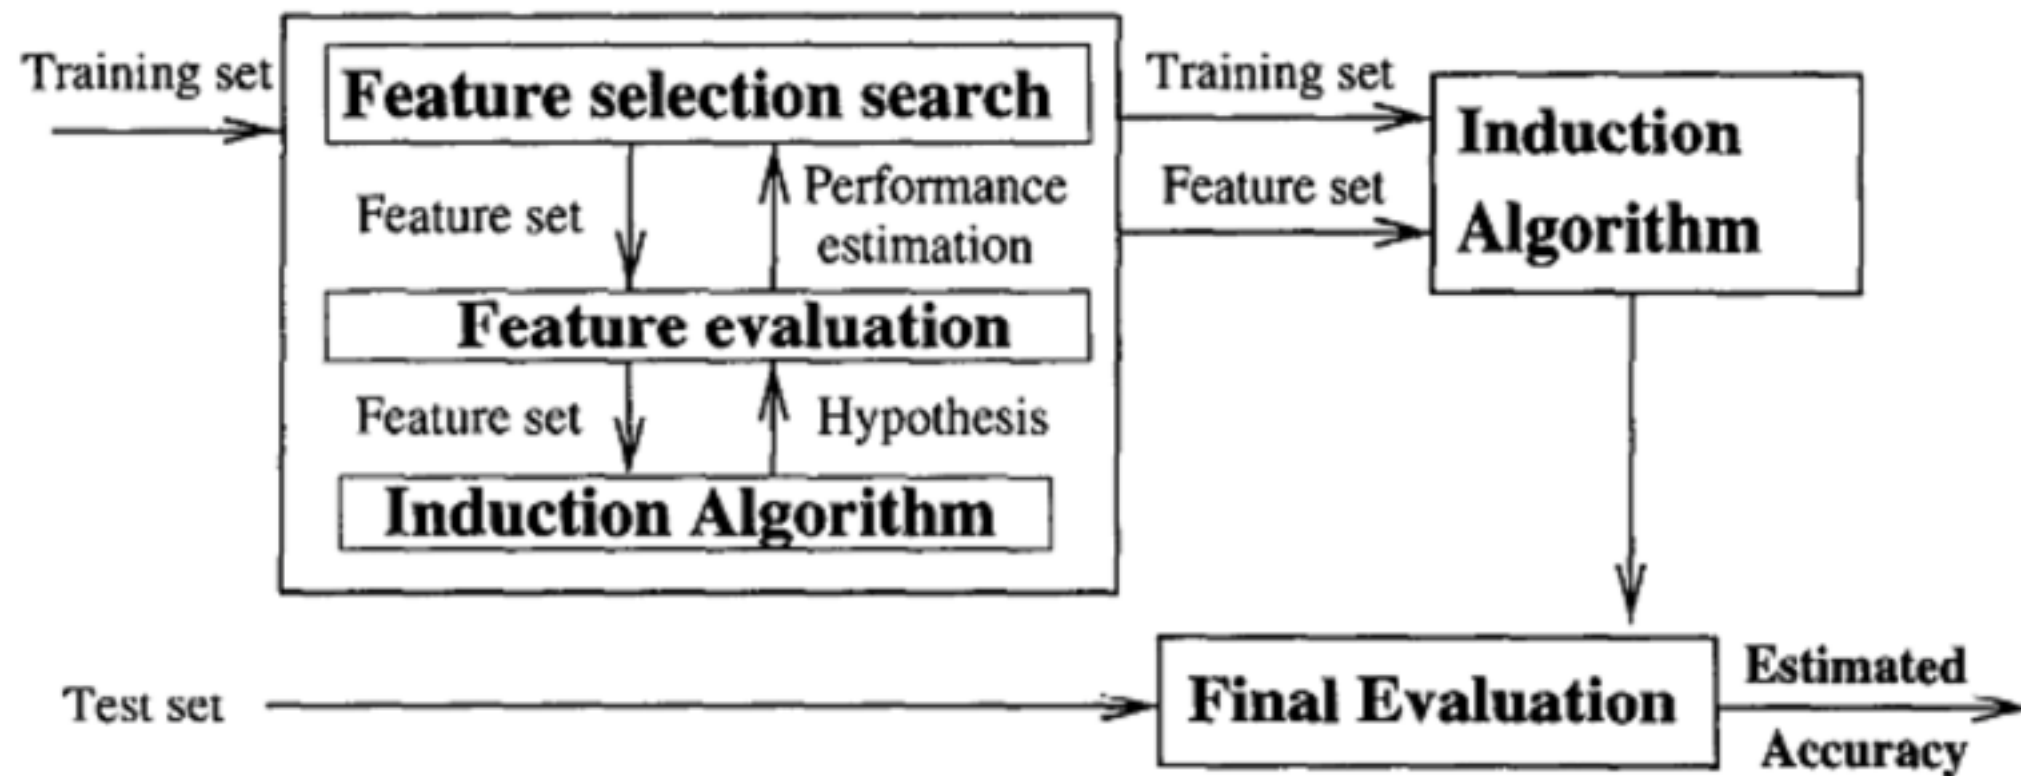 Training set
Feature selection search
Feature set
Performance
estimation
Feature evaluation
Feature set
Hypothesis
Induction Algorithm
Training set
Feature set
Induction
Algorithm
Test set
Final Evaluation
Estimated
Accuracy